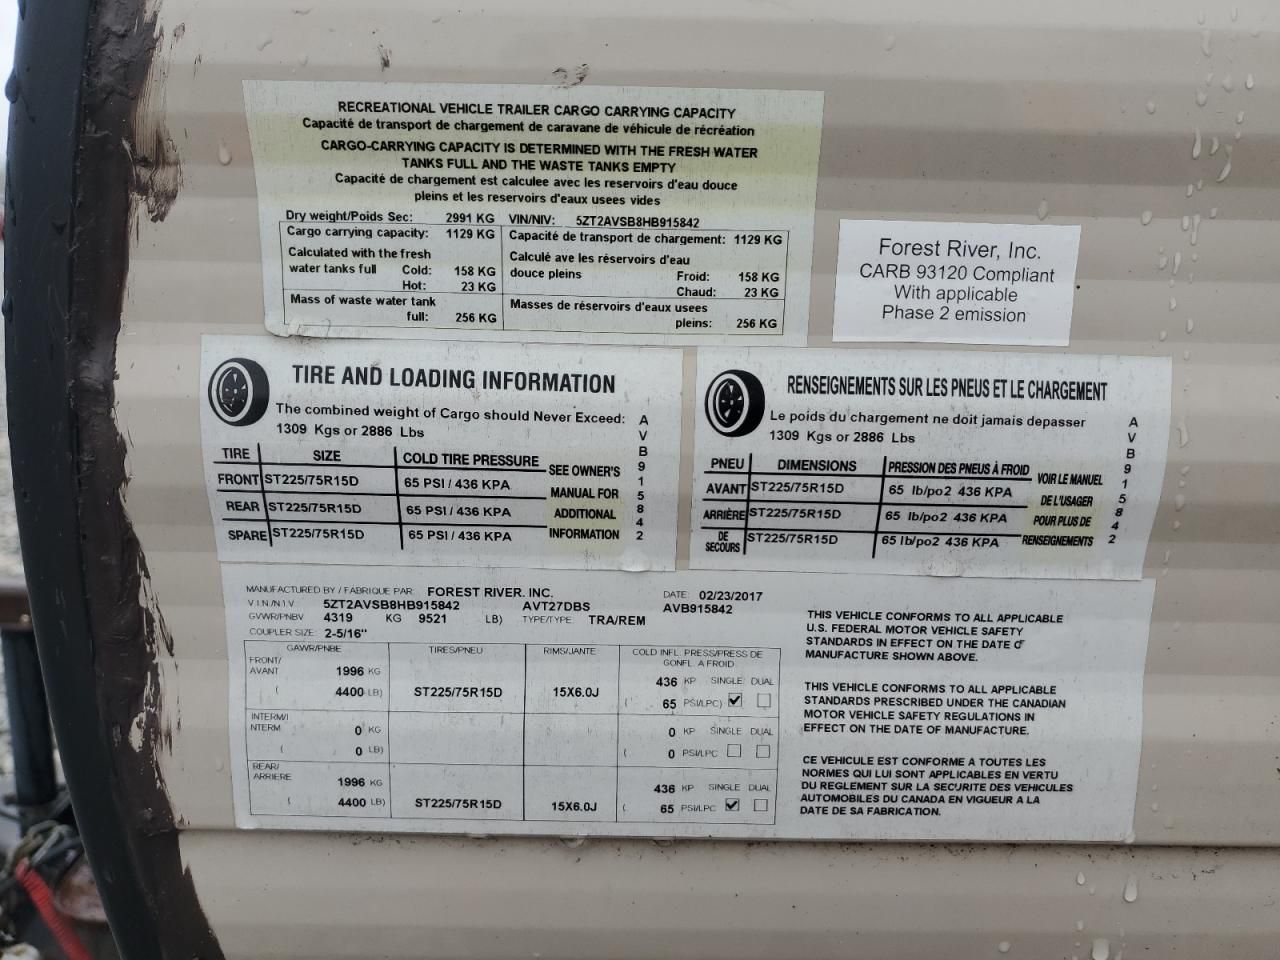 RECREATIONAL VEHICLE TRAILER CARGO CARRYING CAPACITY
Capacité de transport de chargement de caravane de véhicule de récréation
CARGO-CARRYING CAPACITY IS DETERMINED WITH THE FRESH WATER
TANKS FULL AND THE WASTE TANKS EMPTY
Capacité de chargement est calculee avec les reservoirs d'eau douce
pleins et les reservoirs d'eaux usees vides
Dry weight/Poids Sec: 2991 KG VIN/NIV: 5ZT2AVSB8HB915842
Cargo carrying capacity: 1129 KG
Calculated with the fresh
water tanks full Cold: 158 KG
Hot: 23 KG
Mass of waste water tank
full: 256 KG
Capacité de transport de chargement: 1129 KG
Calculé ave les réservoirs d'eau
douce pleins Froid: 158 KG
Chaud: 23 KG
Masses de réservoirs d'eaux usees
pleins: 256 KG
Forest River, Inc.
CARB 93120 Compliant
With applicable
Phase 2 emission
TIRE AND LOADING INFORMATION
The combined weight of Cargo should Never Exceed:
1309 Kgs or 2886 Lbs
TIRE SIZE COLD TIRE PRESSURE
FRONT ST225/75R15D 65 PSI / 436 KPA
REAR ST225/75R15D 65 PSI / 436 KPA
SPARE ST225/75R15D 65 PSI / 436 KPA
SEE OWNER'S
MANUAL FOR
ADDITIONAL
INFORMATION
A
V
B
9
1
5
8
4
2
RENSEIGNEMENTS SUR LES PNEUS ET LE CHARGEMENT
Le poids du chargement ne doit jamais depasser
1309 Kgs or 2886 Lbs
PNEU DIMENSIONS PRESSION DES PNEUS À FROID
AVANT ST225/75R15D 65 lb/po2 436 KPA
ARRIÈRE ST225/75R15D 65 lb/po2 436 KPA
DE
SECOURS ST225/75R15D 65 lb/po2 436 KPA
VOIR LE MANUEL
DE L'USAGER
POUR PLUS DE
RENSEIGNEMENTS
A
V
B
9
1
5
8
4
2
MANUFACTURED BY / FABRIQUE PAR: FOREST RIVER. INC. DATE: 02/23/2017
V.I.N./N.I.V. 5ZT2AVSB8HB915842 AVT27DBS AVB915842
GVWR/PNBV 4319 KG 9521 LB) TYPE/TYPE: TRA/REM
COUPLER SIZE: 2-5/16"
GAWR/PNBE TIRES/PNEU RIMS/JANTE COLD INFL. PRESS/PRESS DE
GONFL. A FROID
FRONT/
AVANT 1996 KG 436 KP SINGLE DUAL
( 4400 LB) ST225/75R15D 15X6.0J 65 PSI/LPC)
INTERM/I
NTERM 0 KG 0 KP SINGLE DUAL
( 0 LB) ( 0 PSI/LPC
REAR/
ARRIERE 1996 KG 436 KP SINGLE DUAL
( 4400 LB) ST225/75R15D 15X6.0J ( 65 PSI/LPC
THIS VEHICLE CONFORMS TO ALL APPLICABLE
U.S. FEDERAL MOTOR VEHICLE SAFETY
STANDARDS IN EFFECT ON THE DATE OF
MANUFACTURE SHOWN ABOVE.
THIS VEHICLE CONFORMS TO ALL APPLICABLE
STANDARDS PRESCRIBED UNDER THE CANADIAN
MOTOR VEHICLE SAFETY REGULATIONS IN
EFFECT ON THE DATE OF MANUFACTURE.
CE VEHICULE EST CONFORME A TOUTES LES
NORMES QUI LUI SONT APPLICABLES EN VERTU
DU REGLEMENT SUR LA SECURITE DES VEHICULES
AUTOMOBILES DU CANADA EN VIGUEUR A LA
DATE DE SA FABRICATION.